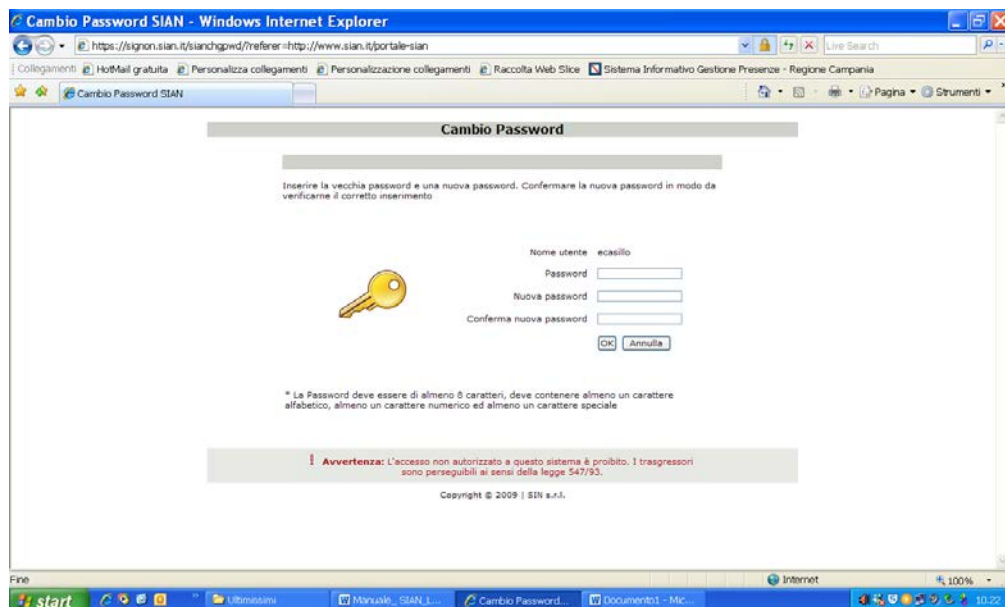 Cambio Password SIAN - Windows Internet Explorer
https://signon.sian.it/sianchgpwd/?referer=http://www.sian.it/portale-sian
Live Search
Collegamenti HotMail gratuita Personalizza collegamenti Personalizzazione collegamenti Raccolta Web Slice Sistema Informativo Gestione Presenze - Regione Campania
Cambio Password SIAN
Pagina Strumenti
Cambio Password
Inserire la vecchia password e una nuova password. Confermare la nuova password in modo da
verificarne il corretto inserimento
Nome utente ecasillo
Password
Nuova password
Conferma nuova password
OK Annulla
* La Password deve essere di almeno 8 caratteri, deve contenere almeno un carattere
alfabetico, almeno un carattere numerico ed almeno un carattere speciale
! Avvertenza: L'accesso non autorizzato a questo sistema è proibito. I trasgressori
sono perseguibili ai sensi della legge 547/93.
Copyright © 2009 | SIN s.r.l.
Fine Internet 100%
start Ultimissimi Manuale_ SIAN_L... Cambio Password... Documento1 - Mic... 10.22